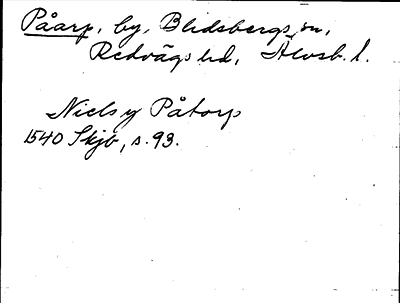 Påarp, by, Blidsbergs sn,
Redvägs hd, Älvsb. l.
Niels y Påtorp
1540 Skjb, s. 93.